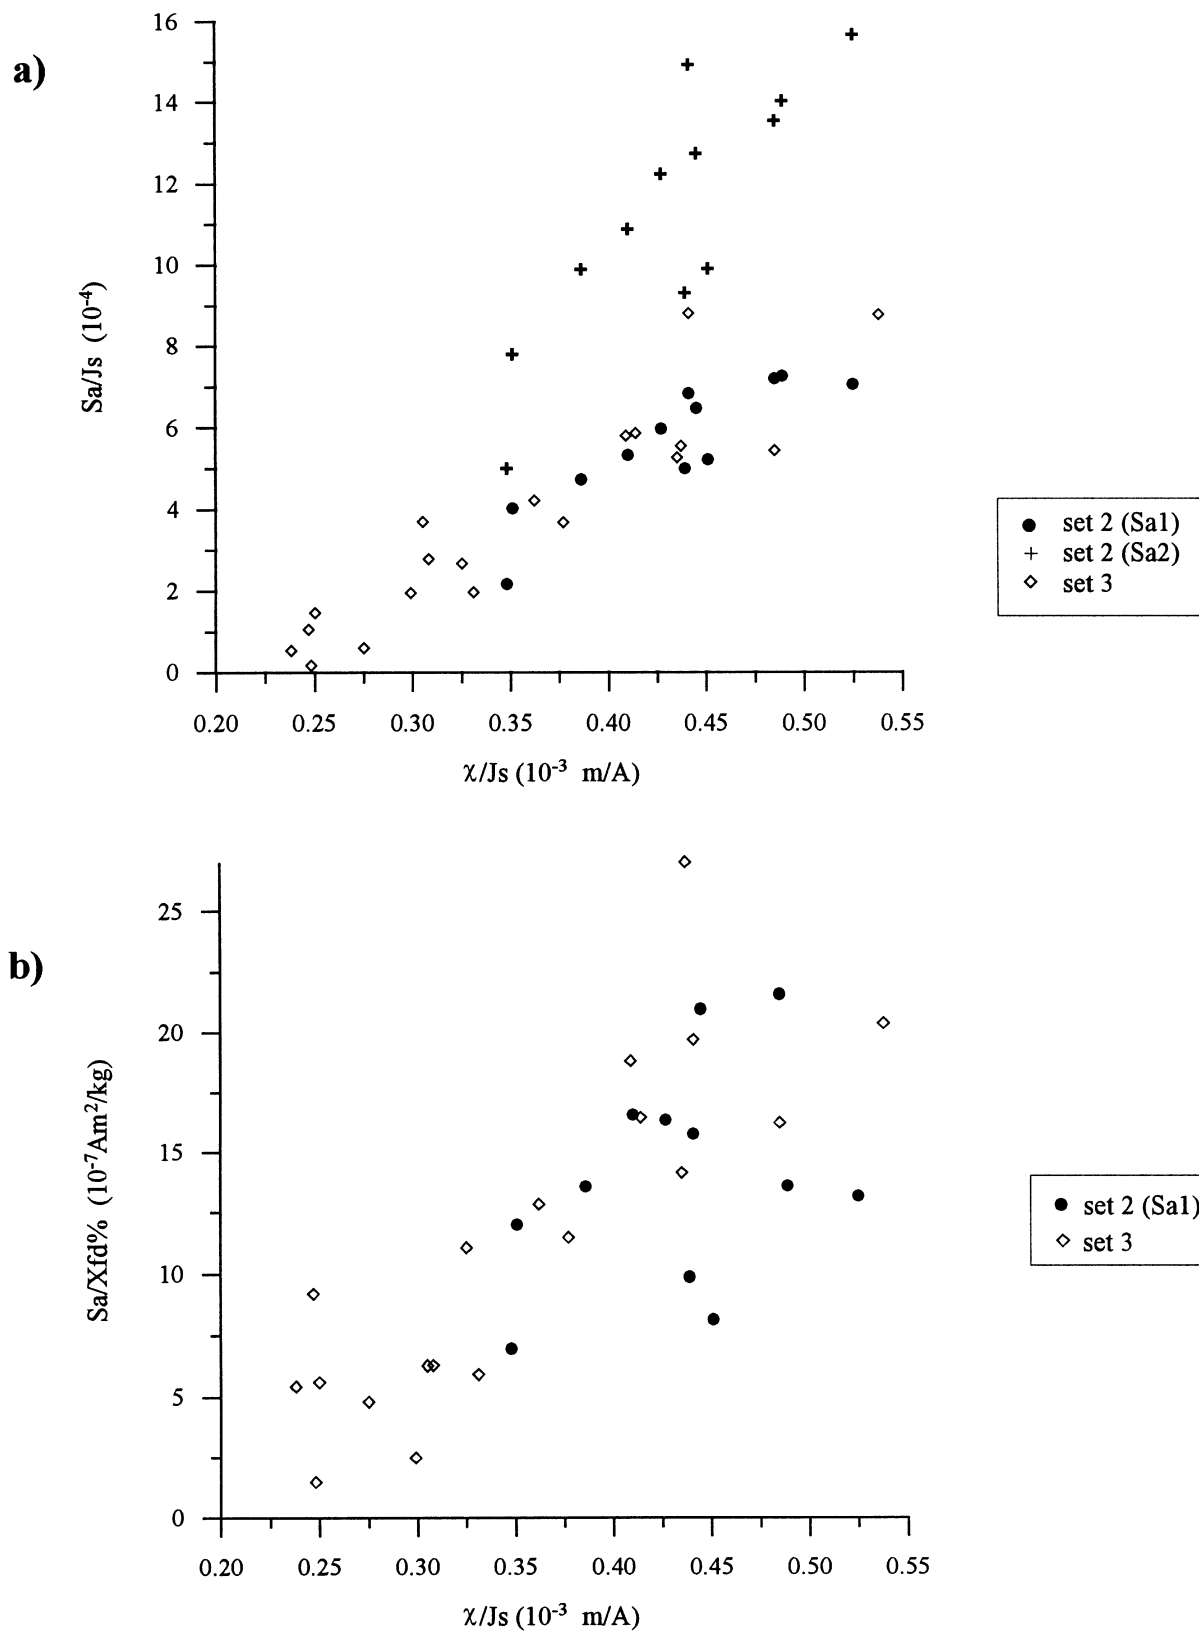 a)
16
14
12
10
8
6
4
2
0
Sa/Js (10⁻⁴)
0.20 0.25 0.30 0.35 0.40 0.45 0.50 0.55
χ/Js (10⁻³ m/A)
set 2 (Sa1)
set 2 (Sa2)
set 3
b)
25
20
15
10
5
0
Sa/Xfd% (10⁻⁷Am²/kg)
0.20 0.25 0.30 0.35 0.40 0.45 0.50 0.55
χ/Js (10⁻³ m/A)
set 2 (Sa1)
set 3